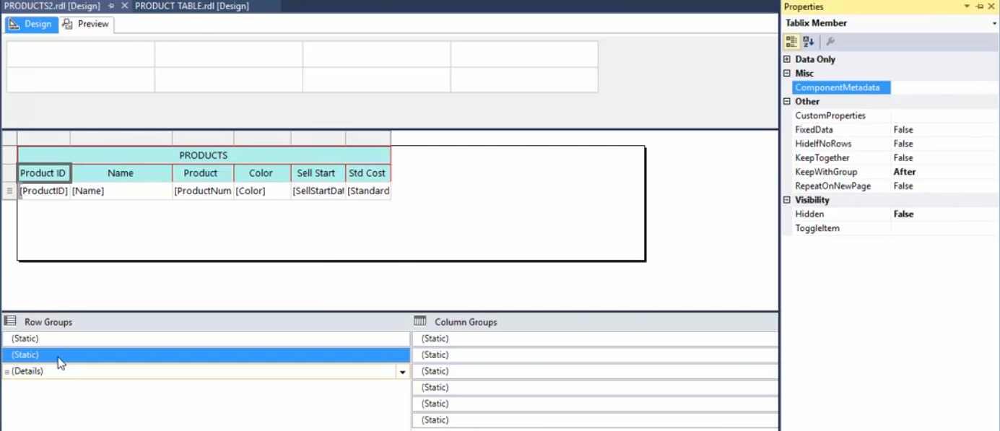 PRODUCTS2.rdl [Design] PRODUCT TABLE.rdl [Design]
Design Preview
PRODUCTS
Product ID Name Product Color Sell Start Std Cost
[ProductID] [Name] [ProductNum [Color] [SellStartDat [Standard
Row Groups
(Static)
(Static)
(Details)
Column Groups
(Static)
(Static)
(Static)
(Static)
(Static)
(Static)
Properties
Tablix Member
Data Only
Misc
ComponentMetadata
Other
CustomProperties
FixedData False
HideIfNoRows False
KeepTogether False
KeepWithGroup After
RepeatOnNewPage False
Visibility
Hidden False
ToggleItem